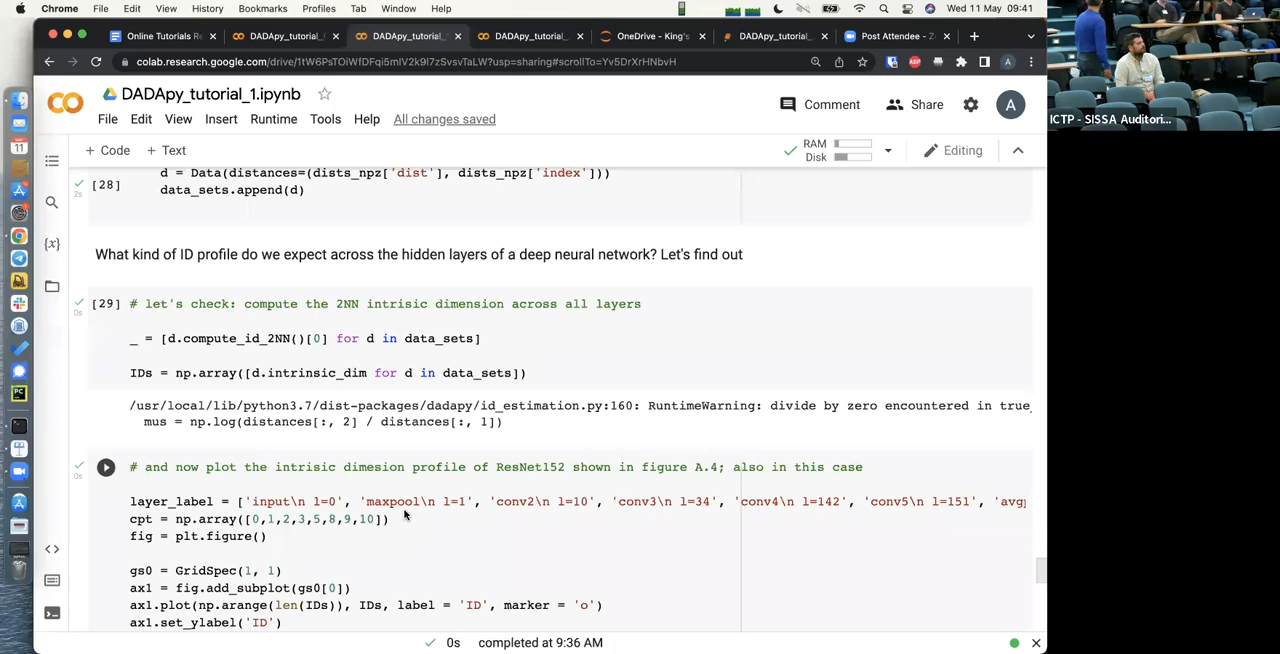 Chrome File Edit View History Bookmarks Profiles Tab Window Help Wed 11 May 09:41
Online Tutorials R DADApy_tutorial_ DADApy_tutorial_ DADApy_tutorial_ OneDrive - King's DADApy_tutorial_ Post Attendee - Z
colab.research.google.com/drive/1tW6PsTOiWfDFqi5mIV2k9I7zSvsvTaLW?usp=sharing#scrollTo=Yv5DrXrHNbvH
ABP A
DADApy_tutorial_1.ipynb
Comment Share A
File Edit View Insert Runtime Tools Help All changes saved
+ Code + Text
RAM
Disk
Editing
[28] d = Data(distances=(dists_npz['dist'], dists_npz['index']))
2s data_sets.append(d)
What kind of ID profile do we expect across the hidden layers of a deep neural network? Let's find out
[29] # let's check: compute the 2NN intrisic dimension across all layers
0s
_ = [d.compute_id_2NN()[0] for d in data_sets]
IDs = np.array([d.intrinsic_dim for d in data_sets])
/usr/local/lib/python3.7/dist-packages/dadapy/id_estimation.py:160: RuntimeWarning: divide by zero encountered in true_
mus = np.log(distances[:, 2] / distances[:, 1])
# and now plot the intrisic dimesion profile of ResNet152 shown in figure A.4; also in this case
0s
layer_label = ['input\n l=0', 'maxpool\n l=1', 'conv2\n l=10', 'conv3\n l=34', 'conv4\n l=142', 'conv5\n l=151', 'avgp
cpt = np.array([0,1,2,3,5,8,9,10])
fig = plt.figure()
gs0 = GridSpec(1, 1)
ax1 = fig.add_subplot(gs0[0])
ax1.plot(np.arange(len(IDs)), IDs, label = 'ID', marker = 'o')
ax1.set_ylabel('ID')
0s completed at 9:36 AM
11
{x}
PC
ICTP - SISSA Auditori...